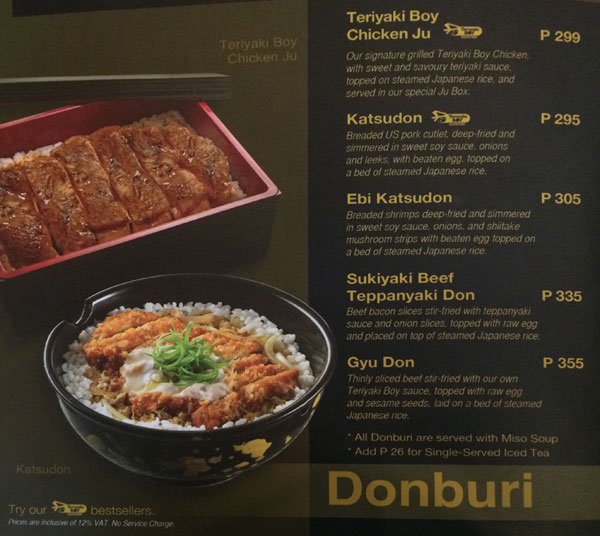 Teriyaki Boy
Chicken Ju
Teriyaki Boy
Chicken Ju P 299
Our signature grilled Teriyaki Boy Chicken,
with sweet and savoury teriyaki sauce,
topped on steamed Japanese rice, and
served in our special Ju Box.
Katsudon P 295
Breaded US pork cutlet, deep-fried and
simmered in sweet soy sauce, onions
and leeks, with beaten egg, topped on
a bed of steamed Japanese rice.
Ebi Katsudon P 305
Breaded shrimps deep-fried and simmered
in sweet soy sauce, onions, and shiitake
mushroom strips with beaten egg topped on
a bed of steamed Japanese rice.
Sukiyaki Beef
Teppanyaki Don P 335
Beef bacon slices stir-fried with teppanyaki
sauce and onion slices, topped with raw egg
and placed on top of steamed Japanese rice.
Gyu Don P 355
Thinly sliced beef stir-fried with our own
Teriyaki Boy sauce, topped with raw egg
and sesame seeds, laid on a bed of steamed
Japanese rice.
* All Donburi are served with Miso Soup
* Add P 26 for Single-Served Iced Tea
Katsudon
Donburi
Try our bestsellers.
Prices are inclusive of 12% VAT. No Service Charge.